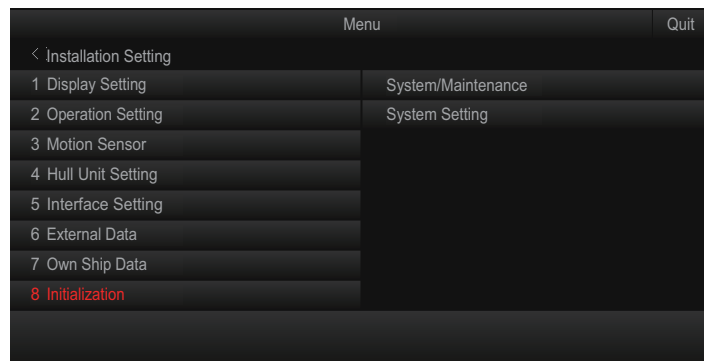 Menu
Quit
< Installation Setting
1 Display Setting
System/Maintenance
2 Operation Setting
System Setting
3 Motion Sensor
4 Hull Unit Setting
5 Interface Setting
6 External Data
7 Own Ship Data
8 Initialization